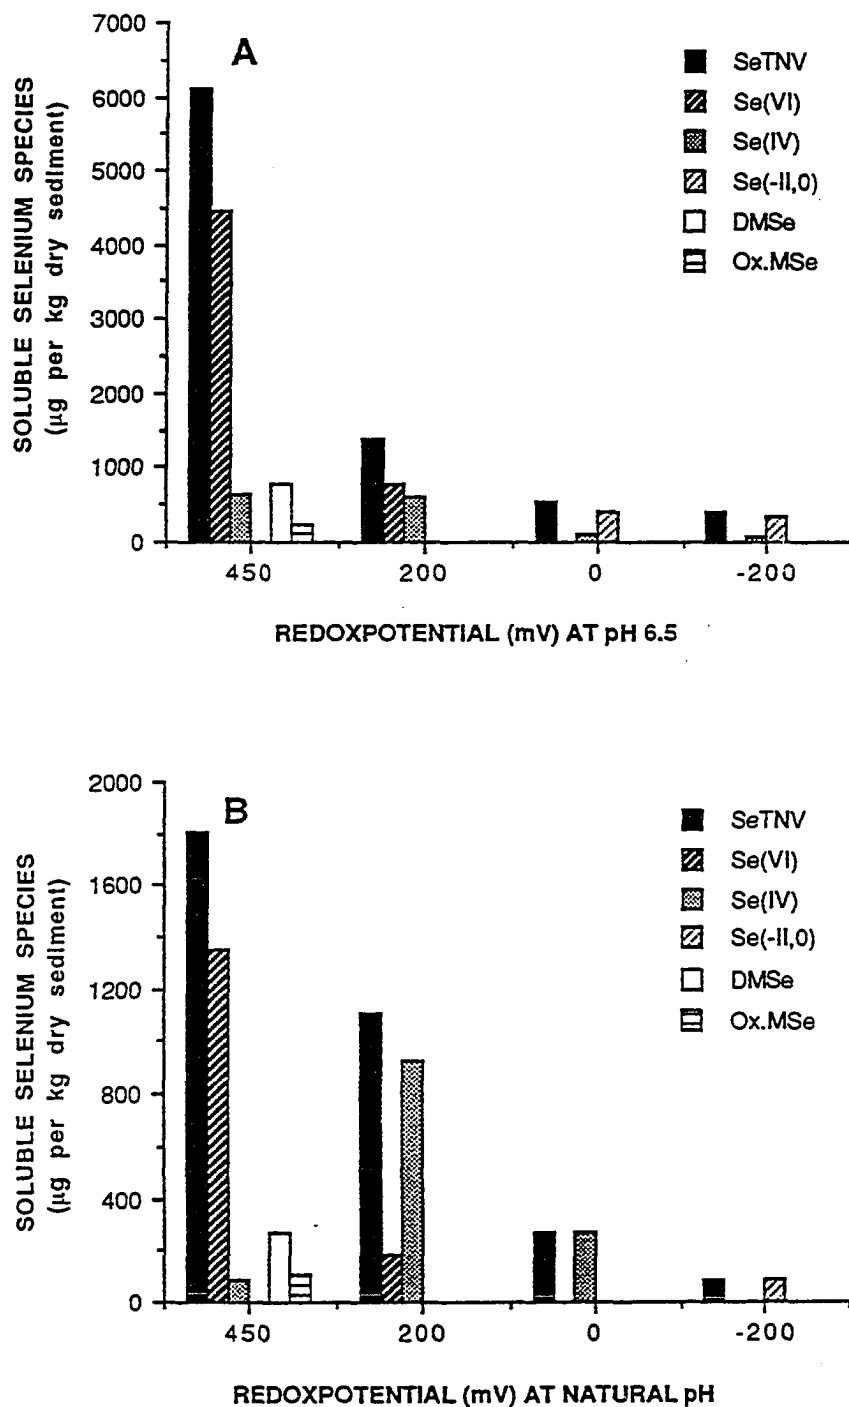 A
7000
6000
5000
4000
3000
2000
1000
0
SOLUBLE SELENIUM SPECIES
(µg per kg dry sediment)
SeTNV
Se(VI)
Se(IV)
Se(-II,0)
DMSe
Ox.MSe
450 200 0 -200
REDOXPOTENTIAL (mV) AT pH 6.5
B
2000
1600
1200
800
400
0
SOLUBLE SELENIUM SPECIES
(µg per kg dry sediment)
SeTNV
Se(VI)
Se(IV)
Se(-II,0)
DMSe
Ox.MSe
450 200 0 -200
REDOXPOTENTIAL (mV) AT NATURAL pH